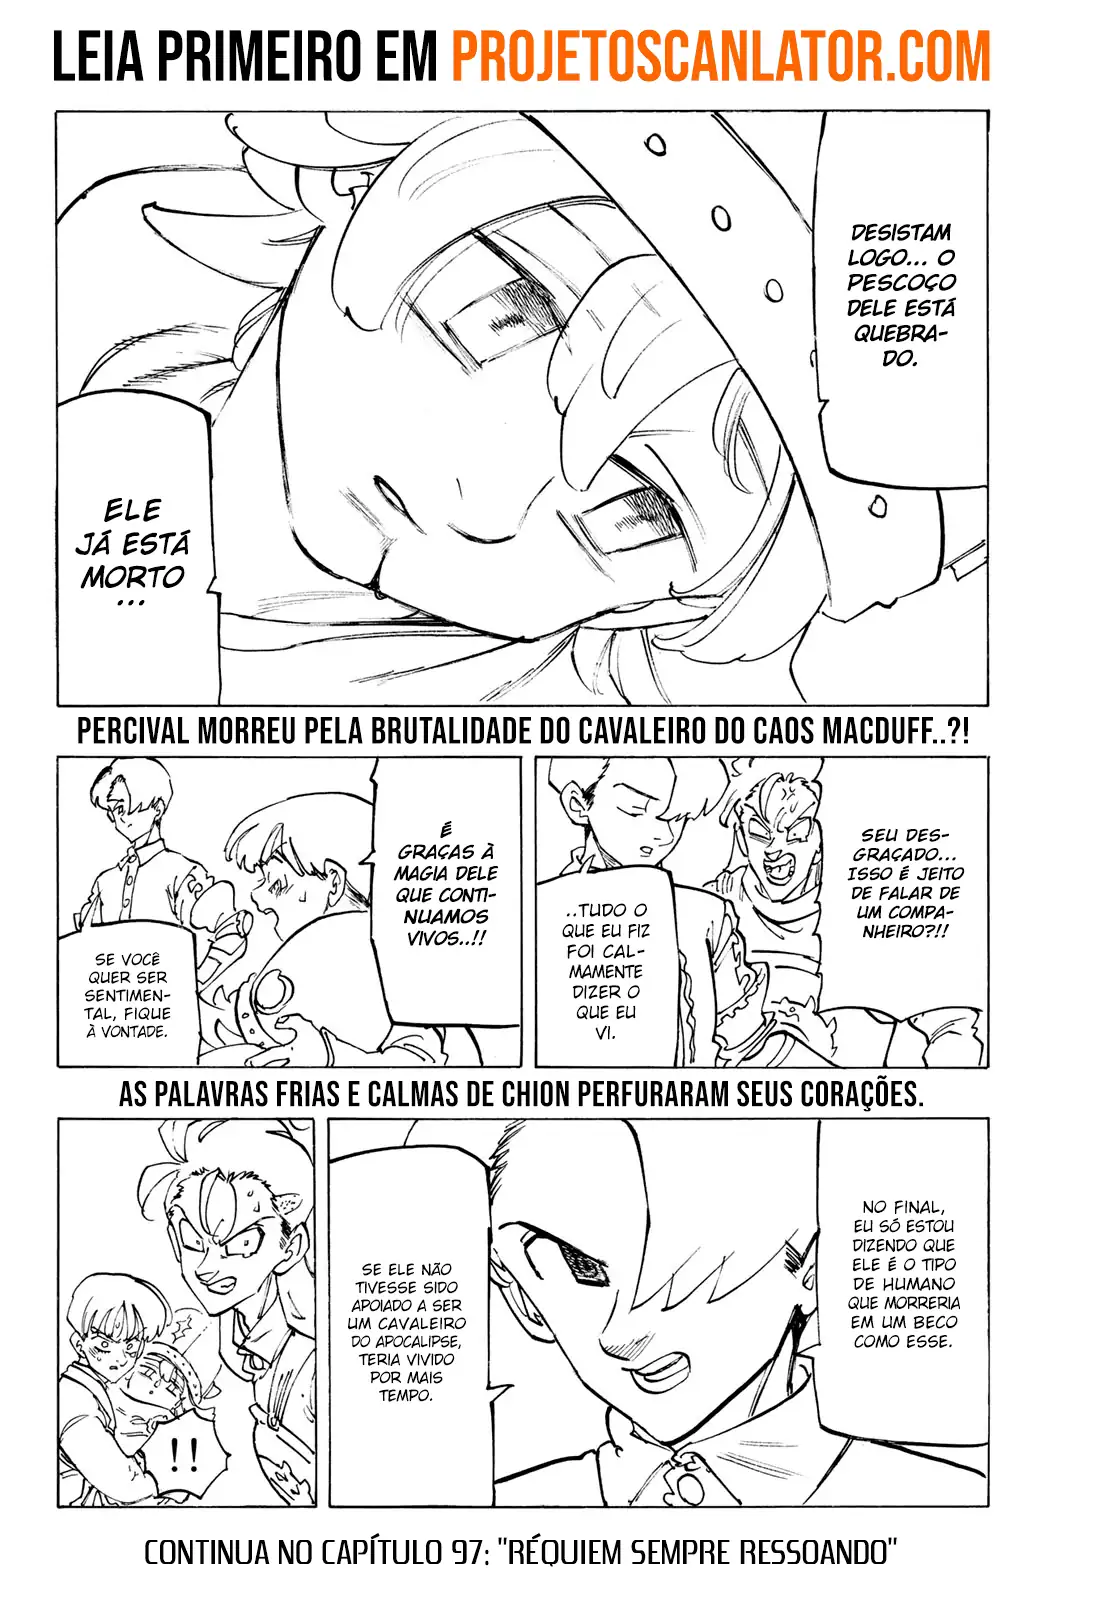 LEIA PRIMEIRO EM PROJETOSCANLATOR.COM
DESISTAM
LOGO... O
PESCOÇO
DELE ESTÁ
QUEBRA-
DO.
ELE
JÁ ESTÁ
MORTO
...
PERCIVAL MORREU PELA BRUTALIDADE DO CAVALEIRO DO CAOS MACDUFF..?!
SEU DES-
GRAÇADO...
ISSO É JEITO
DE FALAR DE
UM COMPA-
NHEIRO?!!
..TUDO O
QUE EU FIZ
FOI CAL-
MAMENTE
DIZER O
QUE EU
VI.
É
GRAÇAS À
MAGIA DELE
QUE CONTI-
NUAMOS
VIVOS..!!
SE VOCÊ
QUER SER
SENTIMEN-
TAL, FIQUE
À VONTADE.
AS PALAVRAS FRIAS E CALMAS DE CHION PERFURARAM SEUS CORAÇÕES.
NO FINAL,
EU SÓ ESTOU
DIZENDO QUE
ELE É O TIPO
DE HUMANO
QUE MORRERIA
EM UM BECO
COMO ESSE.
SE ELE NÃO
TIVESSE SIDO
APOIADO A SER
UM CAVALEIRO
DO APOCALIPSE,
TERIA VIVIDO
POR MAIS
TEMPO.
!!
CONTINUA NO CAPÍTULO 97: "RÉQUIEM SEMPRE RESSOANDO"